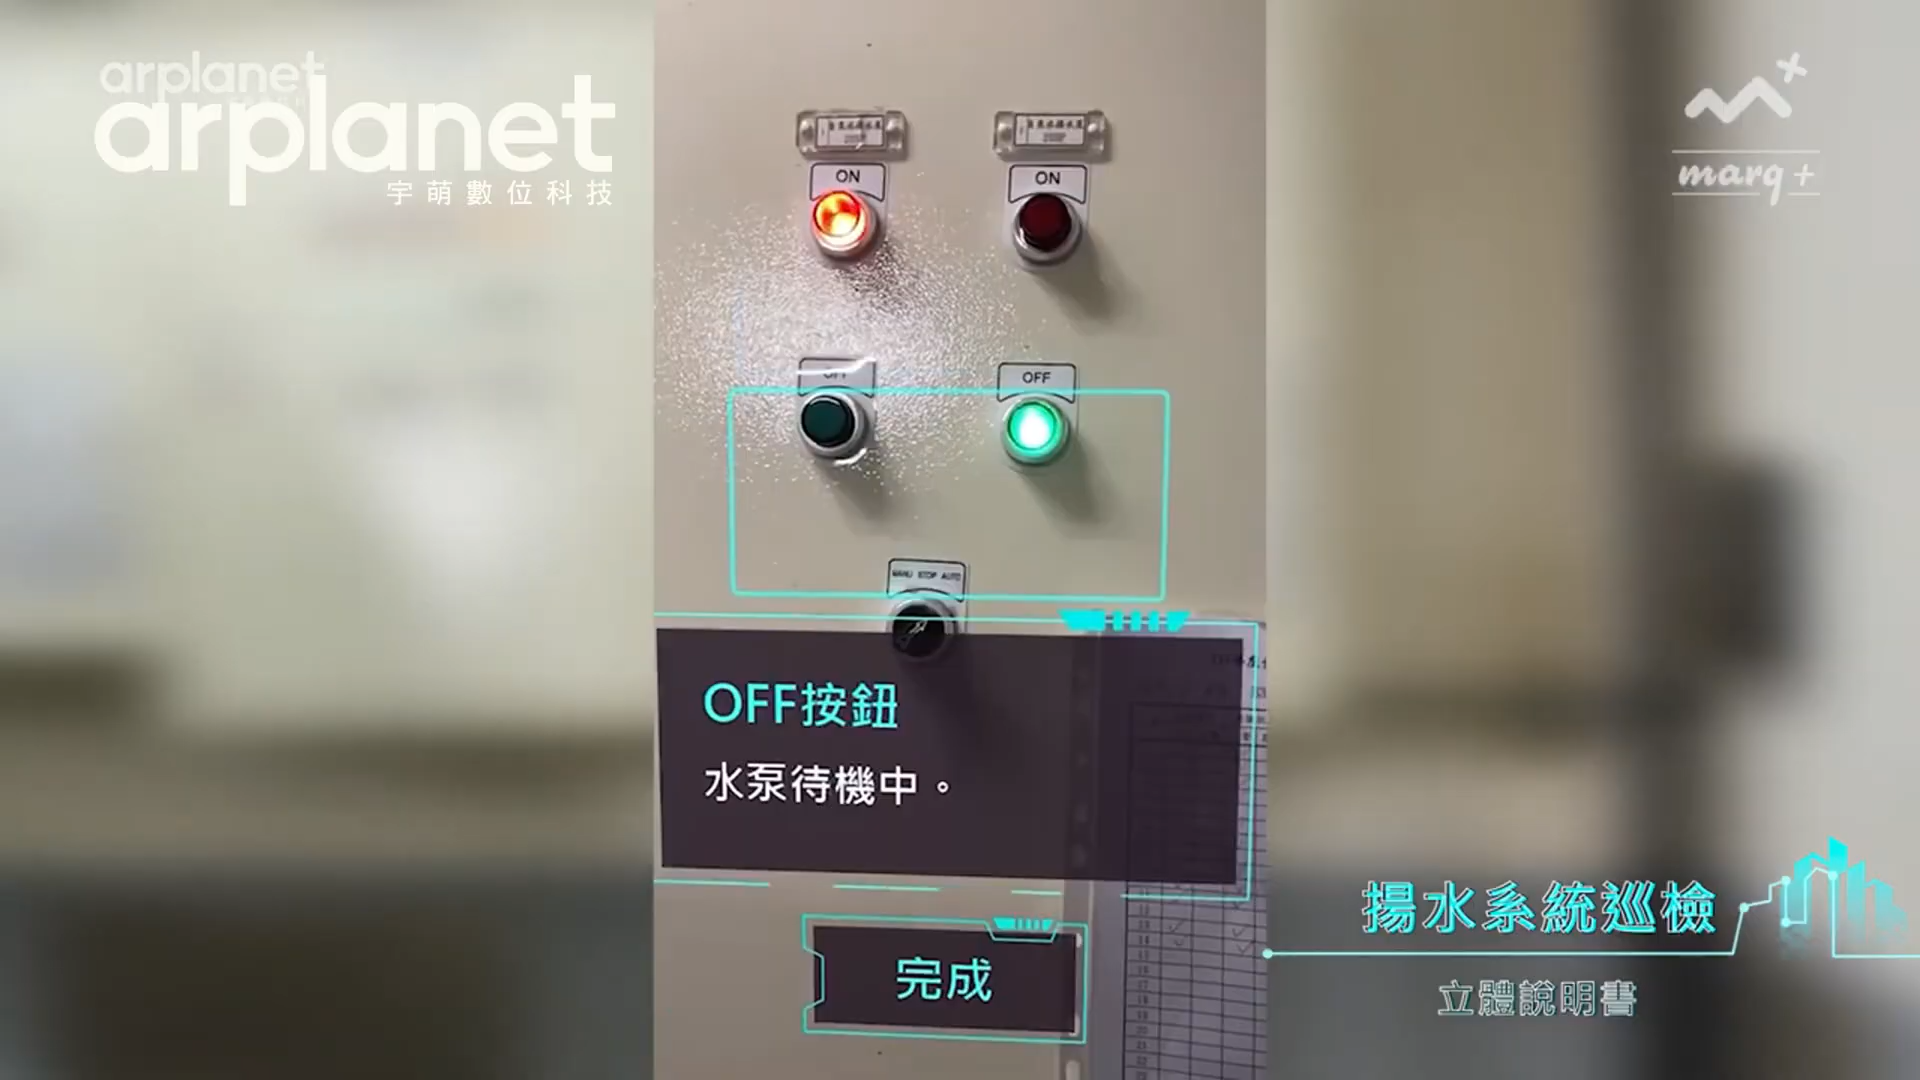 arplanet
arplanet
宇萌數位科技
marq+
ON
ON
OFF
OFF
MANU STOP AUTO
OFF按鈕
水泵待機中。
完成
揚水系統巡檢
立體說明書